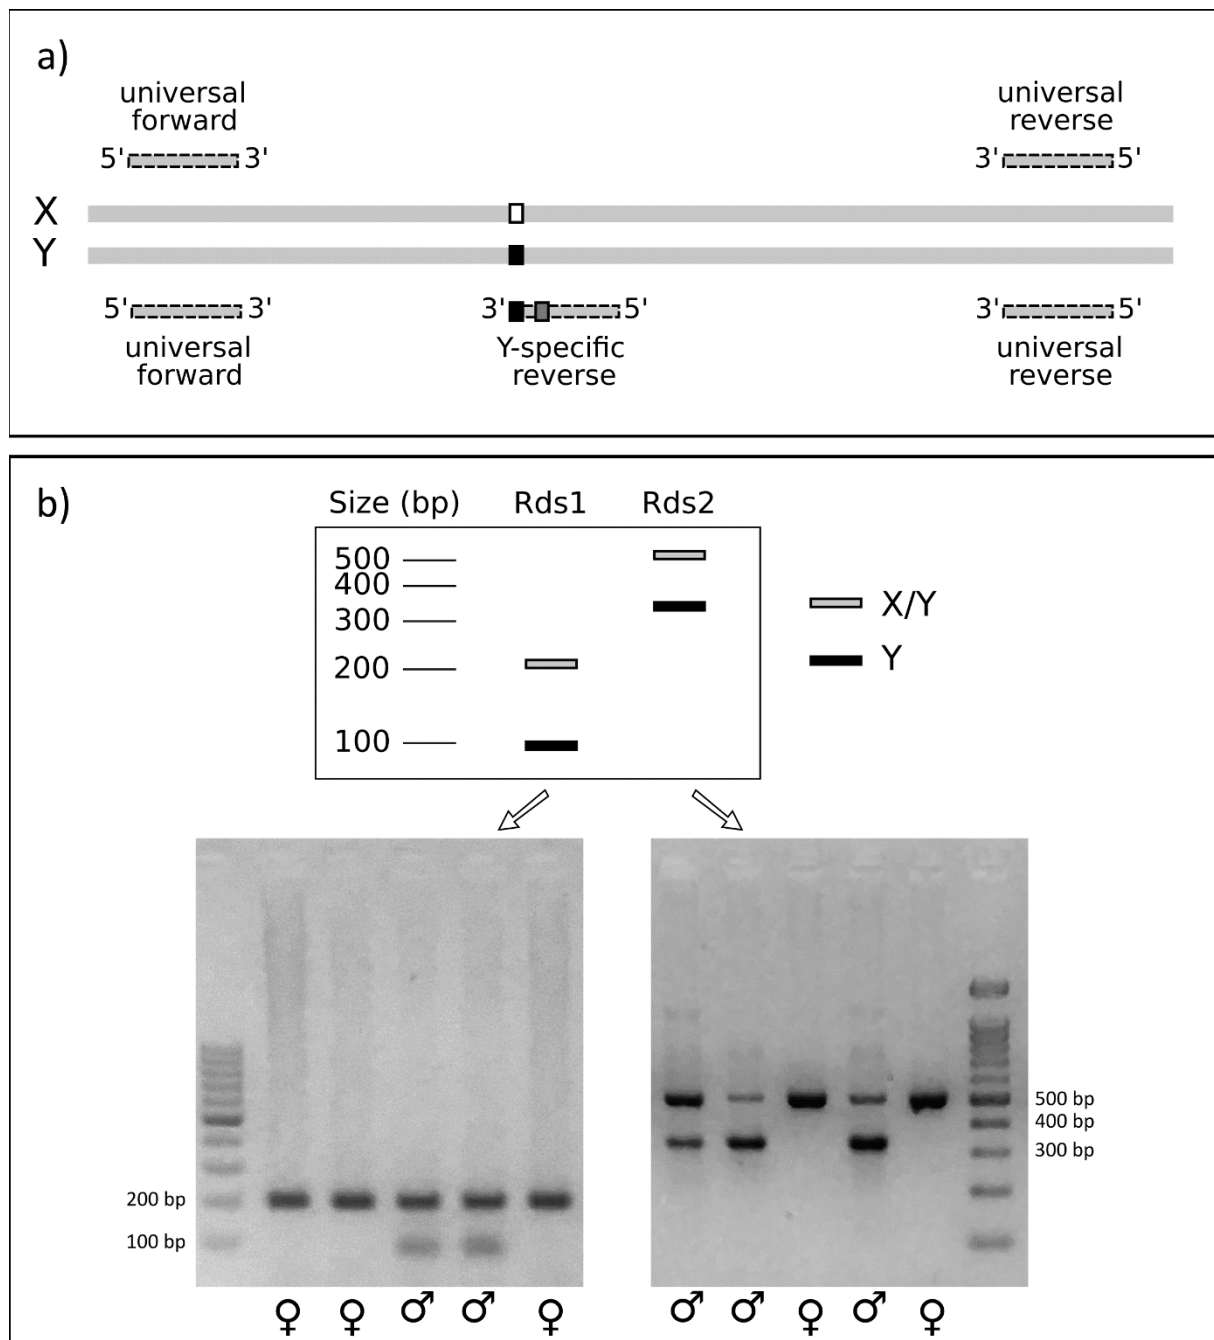 a)
universal
forward
universal
reverse
5' 3'
3' 5'
X
Y
5' 3'
3' 5'
3' 5'
universal
forward
Y-specific
reverse
universal
reverse
b)
Size (bp) Rds1 Rds2
500
400
300
200
100
X/Y
Y
200 bp
100 bp
500 bp
400 bp
300 bp
♀ ♀ ♂ ♂ ♀
♂ ♂ ♀ ♂ ♀